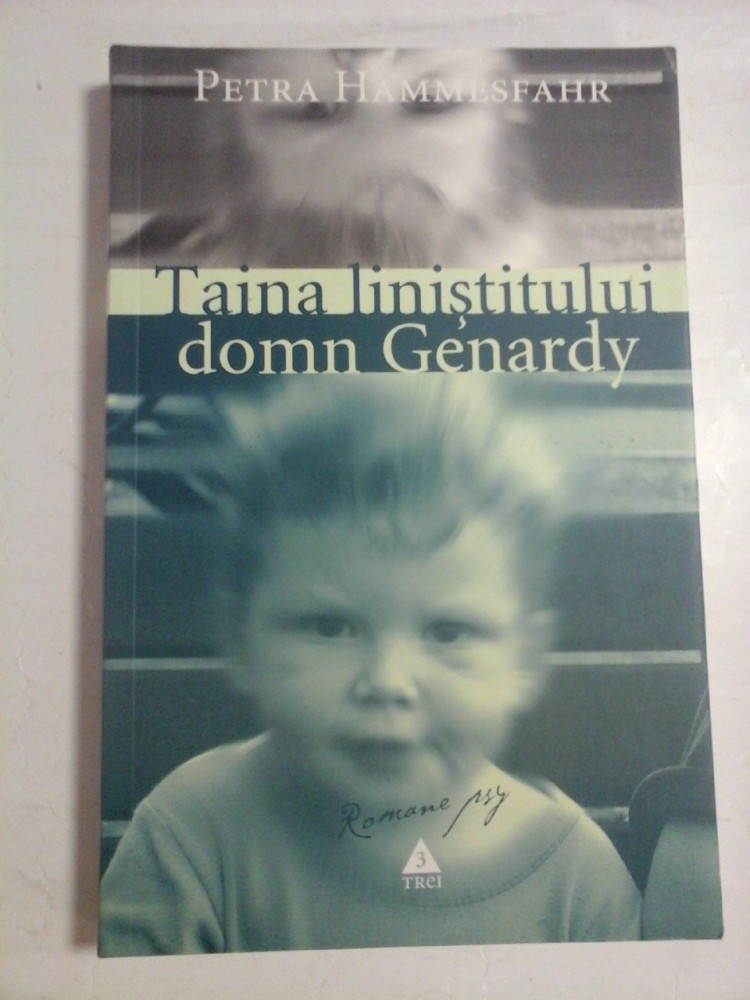 PETRA HAMMESFAHR
Taina liniștitului
domn Genardy
Romane psy
3
TREI